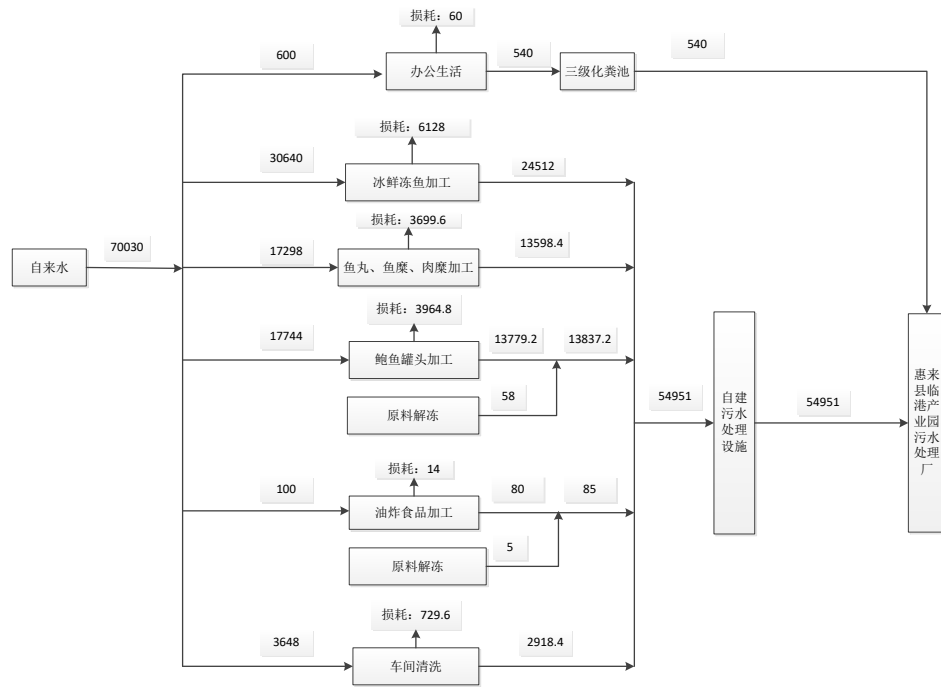 损耗：60
600
办公生活
540
三级化粪池
540
损耗：6128
30640
冰鲜冻鱼加工
24512
损耗：3699.6
自来水
70030
17298
鱼丸、鱼糜、肉糜加工
13598.4
损耗：3964.8
17744
鲍鱼罐头加工
13779.2
13837.2
原料解冻
58
54951
自建
污水
处理
设施
54951
惠来
县临
港产
业园
污水
处理
厂
损耗：14
100
油炸食品加工
80
85
原料解冻
5
损耗：729.6
3648
车间清洗
2918.4